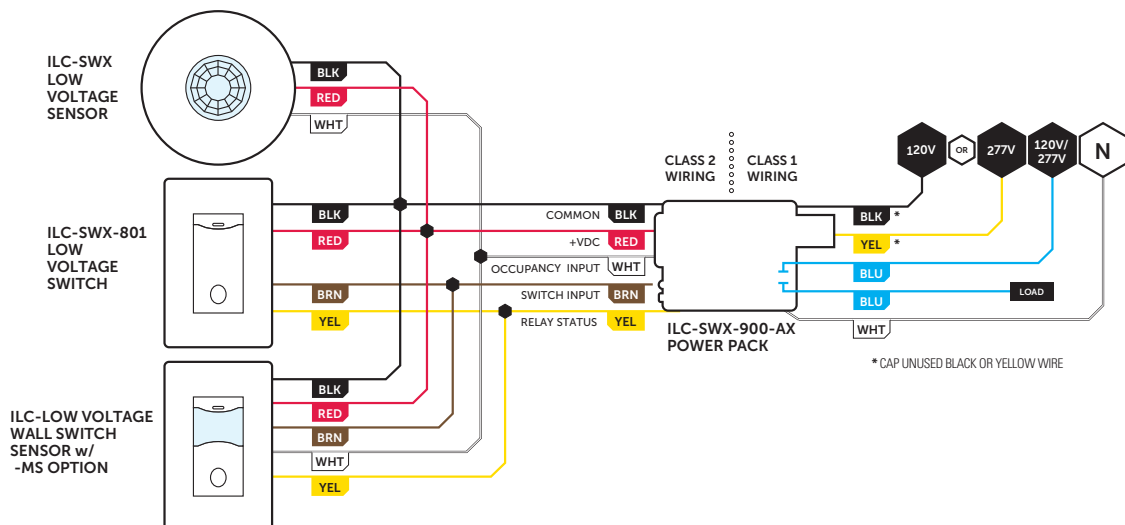 ILC-SWX
LOW
VOLTAGE
SENSOR
BLK
RED
WHT
ILC-SWX-801
LOW
VOLTAGE
SWITCH
BLK
RED
BRN
YEL
ILC-LOW VOLTAGE
WALL SWITCH
SENSOR w/
-MS OPTION
BLK
RED
BRN
WHT
YEL
CLASS 2
WIRING
CLASS 1
WIRING
COMMON BLK
+VDC RED
OCCUPANCY INPUT WHT
SWITCH INPUT BRN
RELAY STATUS YEL
ILC-SWX-900-AX
POWER PACK
120V OR 277V 120V/
277V N
BLK *
YEL *
BLU
BLU LOAD
WHT
* CAP UNUSED BLACK OR YELLOW WIRE